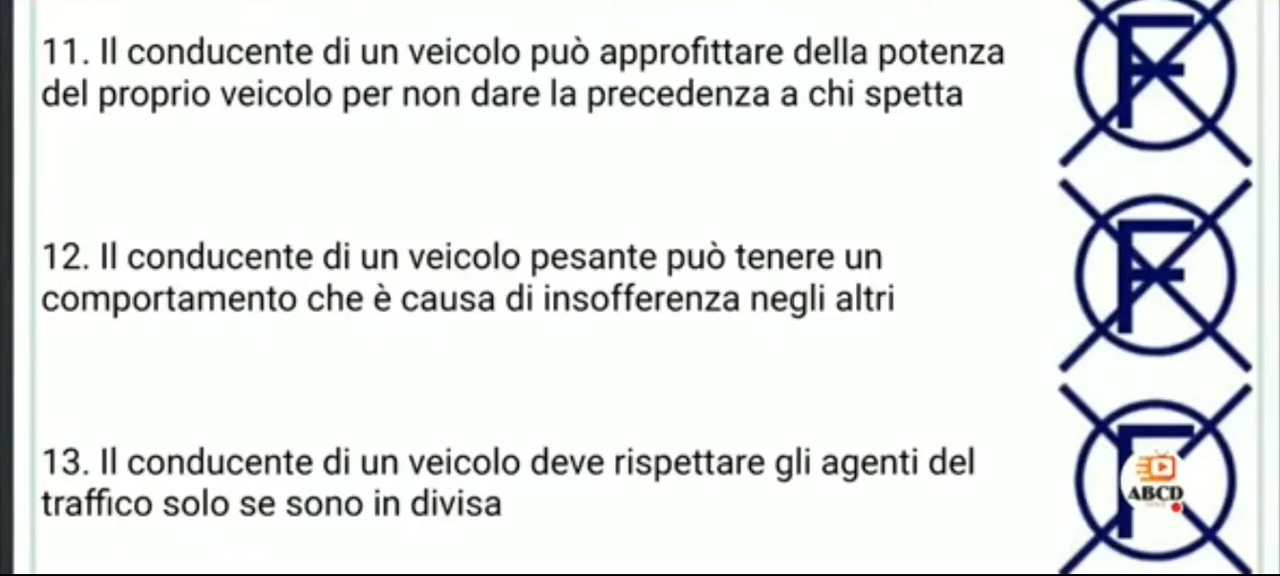 11. Il conducente di un veicolo può approfittare della potenza
del proprio veicolo per non dare la precedenza a chi spetta
F
12. Il conducente di un veicolo pesante può tenere un
comportamento che è causa di insofferenza negli altri
F
13. Il conducente di un veicolo deve rispettare gli agenti del
traffico solo se sono in divisa
F
ABCD